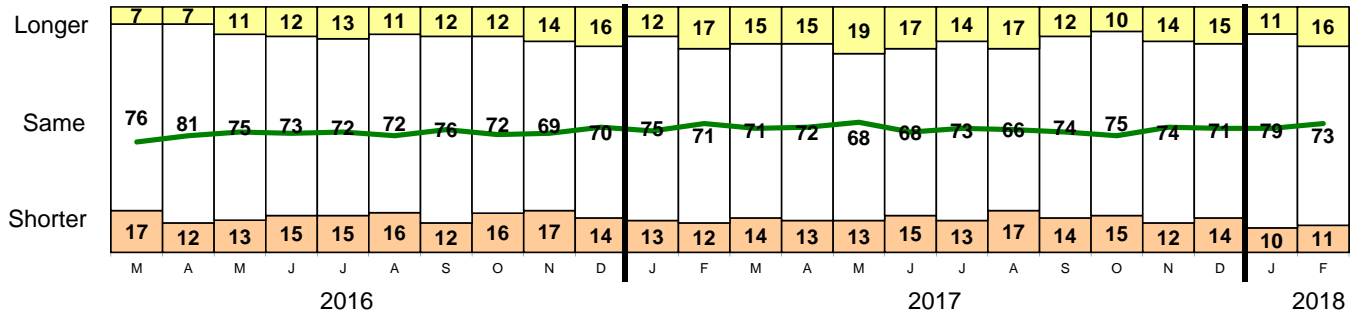 Longer 7 7 11 12 13 11 12 12 14 16 12 17 15 15 19 17 14 17 12 10 14 15 11 16
Same 76 81 75 73 72 72 76 72 69 70 75 71 71 72 68 68 73 66 74 75 74 71 79 73
Shorter 17 12 13 15 15 16 12 16 17 14 13 12 14 13 13 15 13 17 14 15 12 14 10 11
M A M J J A S O N D J F M A M J J A S O N D J F
2016 2017 2018